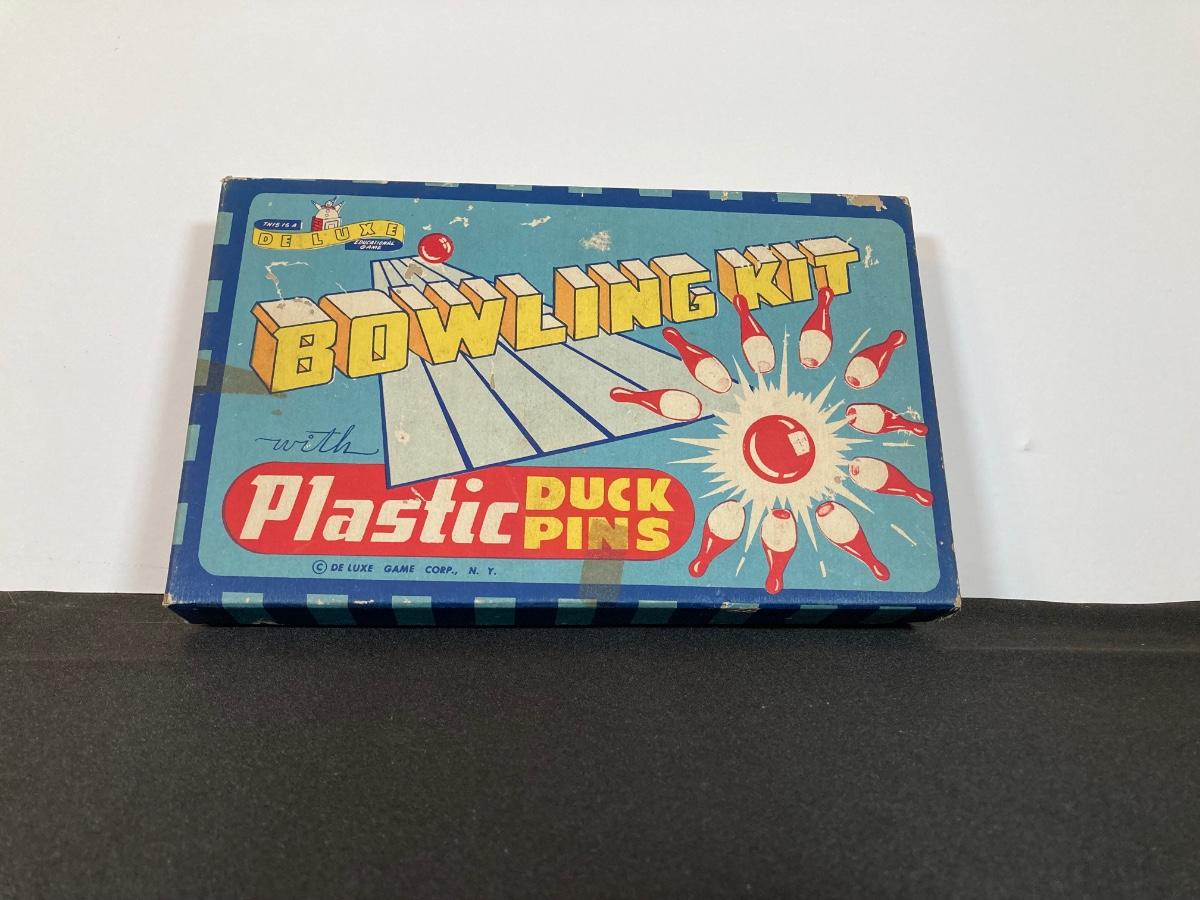 THIS IS A
DE LUXE
EDUCATIONAL
GAME
BOWLING KIT
with
Plastic DUCK
PINS
© DE LUXE GAME CORP., N. Y.